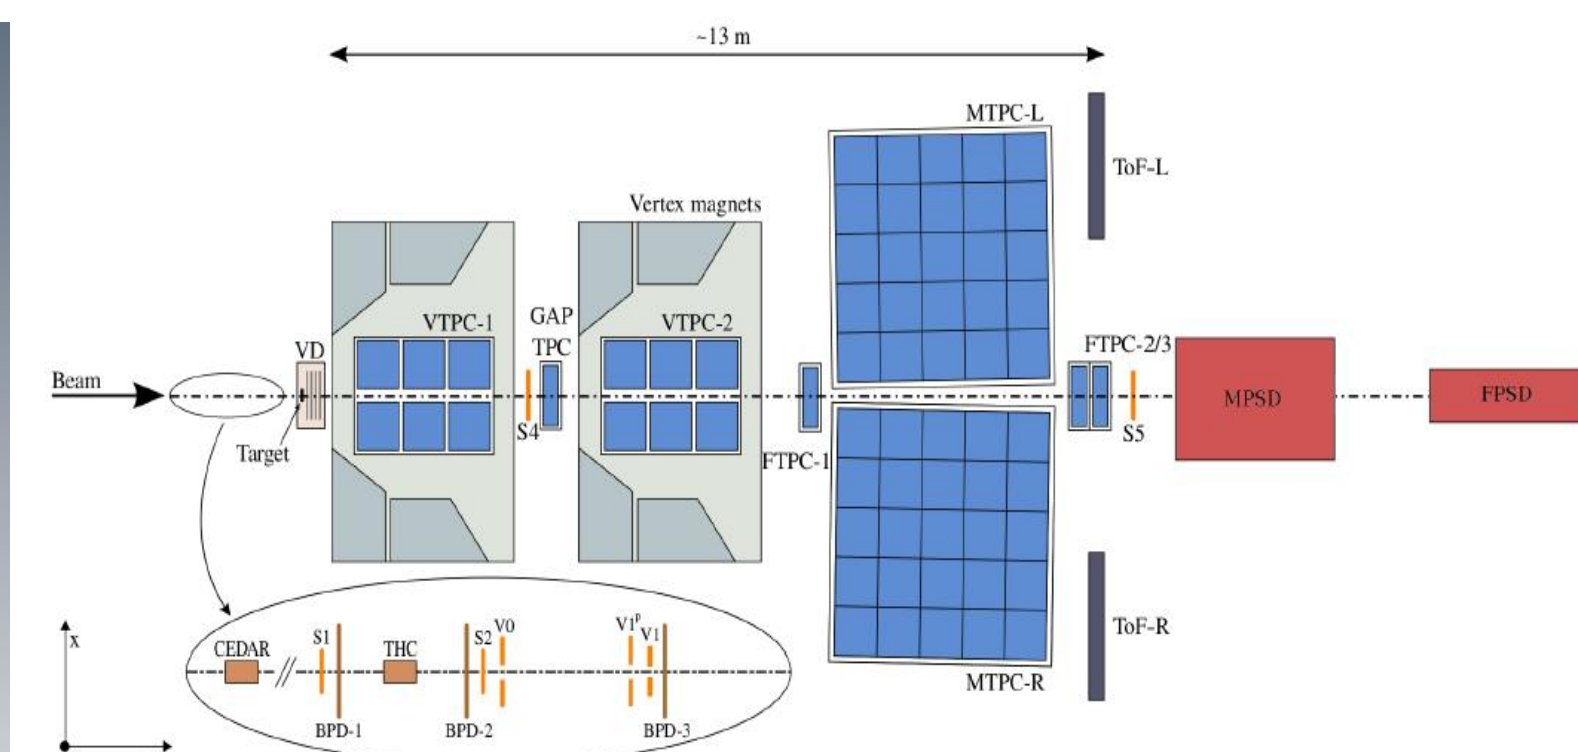 ~13 m
MTPC-L
ToF-L
Vertex magnets
VTPC-1
GAP
TPC
VTPC-2
VD
FTPC-2/3
Beam
MPSD
FPSD
S4
S5
Target
FTPC-1
ToF-R
x
CEDAR
S1
THC
S2
V0
V1p
V1
MTPC-R
BPD-1
BPD-2
BPD-3